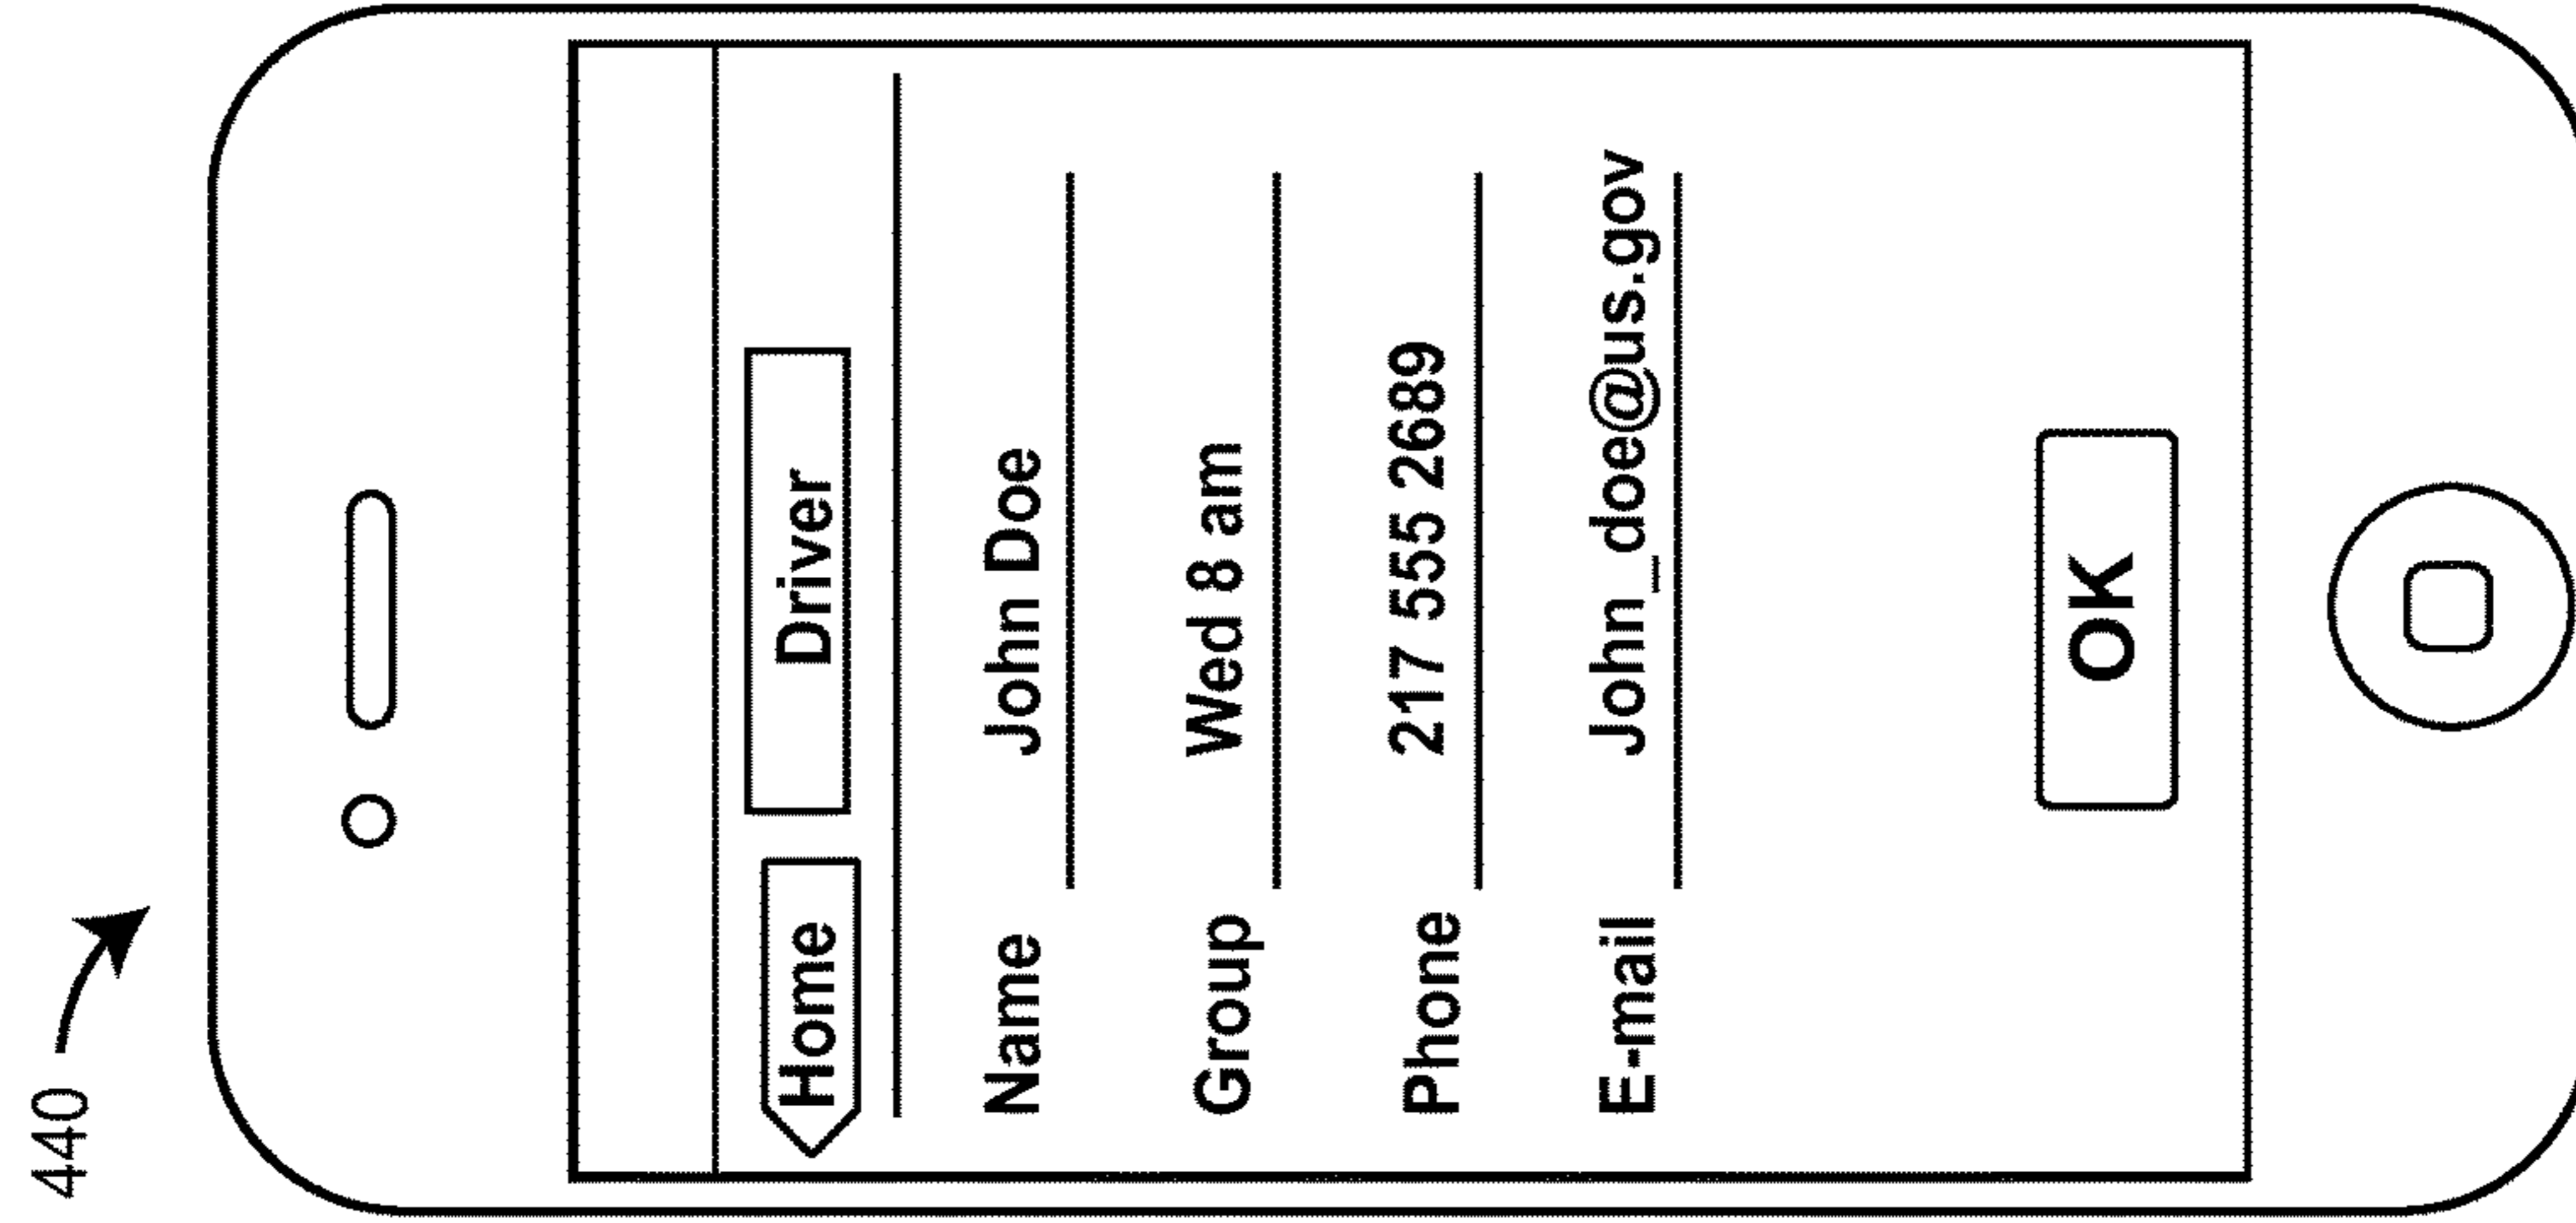 440
Home Driver
Name John Doe
Group Wed 8 am
Phone 217 555 2689
E-mail John_doe@us.gov
OK